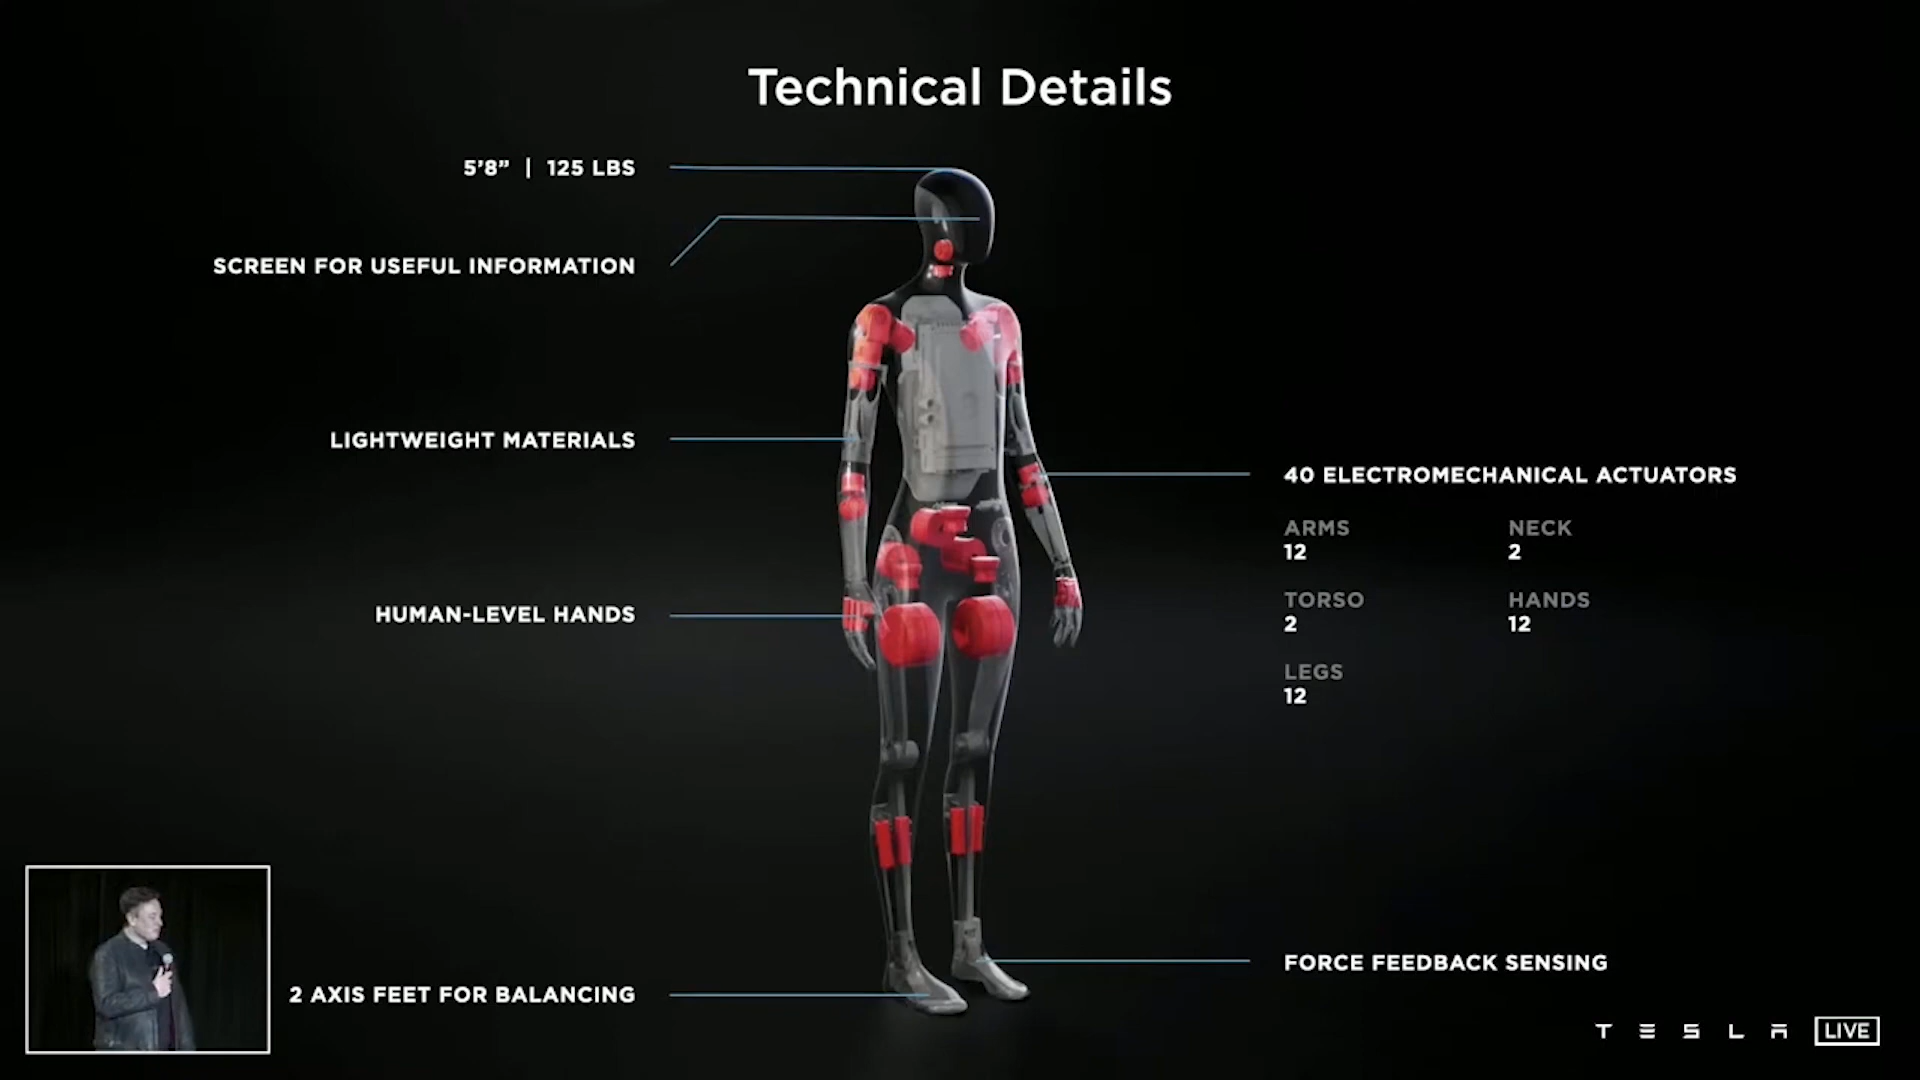 Technical Details
5'8” | 125 LBS
SCREEN FOR USEFUL INFORMATION
LIGHTWEIGHT MATERIALS
HUMAN-LEVEL HANDS
2 AXIS FEET FOR BALANCING
40 ELECTROMECHANICAL ACTUATORS
ARMS NECK
12 2
TORSO HANDS
2 12
LEGS
12
FORCE FEEDBACK SENSING
TESLA LIVE